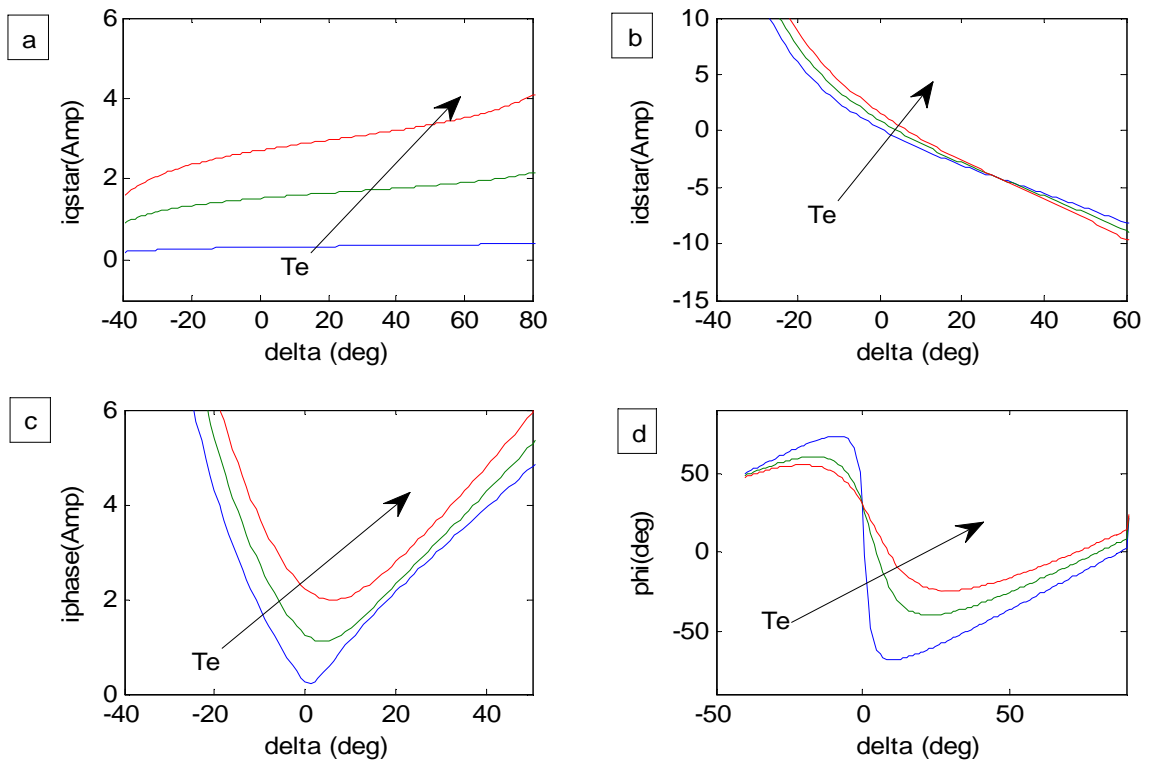 a
6
4
2
0
iqstar(Amp)
Te
-40 -20 0 20 40 60 80
delta (deg)
b
10
5
0
-5
-10
-15
idstar(Amp)
Te
-40 -20 0 20 40 60
delta (deg)
c
6
4
2
0
iphase(Amp)
Te
-40 -20 0 20 40
delta (deg)
d
50
0
-50
phi(deg)
Te
-50 0 50
delta (deg)